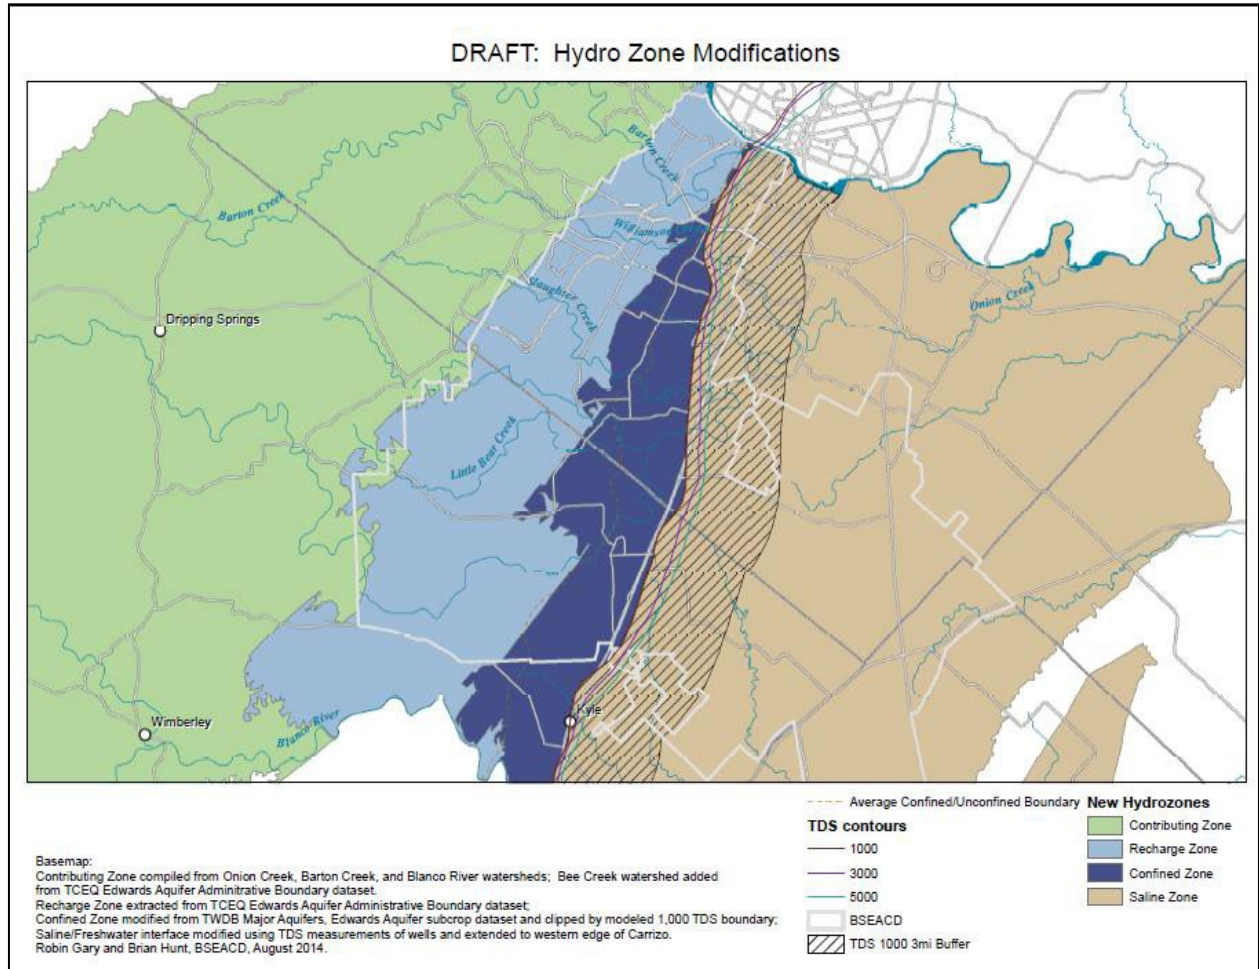 DRAFT: Hydro Zone Modifications
Barton Creek
Barton Creek
Williamson Creek
Slaughter Creek
Onion Creek
Dripping Springs
Little Bear Creek
Kyle
Wimberley
Blanco River
Average Confined/Unconfined Boundary
TDS contours
1000
3000
5000
BSEACD
TDS 1000 3mi Buffer
New Hydrozones
Contributing Zone
Recharge Zone
Confined Zone
Saline Zone
Basemap:
Contributing Zone compiled from Onion Creek, Barton Creek, and Blanco River watersheds; Bee Creek watershed added
from TCEQ Edwards Aquifer Adminitrative Boundary dataset.
Recharge Zone extracted from TCEQ Edwards Aquifer Administrative Boundary dataset;
Confined Zone modified from TWDB Major Aquifers, Edwards Aquifer subcrop dataset and clipped by modeled 1,000 TDS boundary;
Saline/Freshwater interface modified using TDS measurements of wells and extended to western edge of Carrizo.
Robin Gary and Brian Hunt, BSEACD, August 2014.